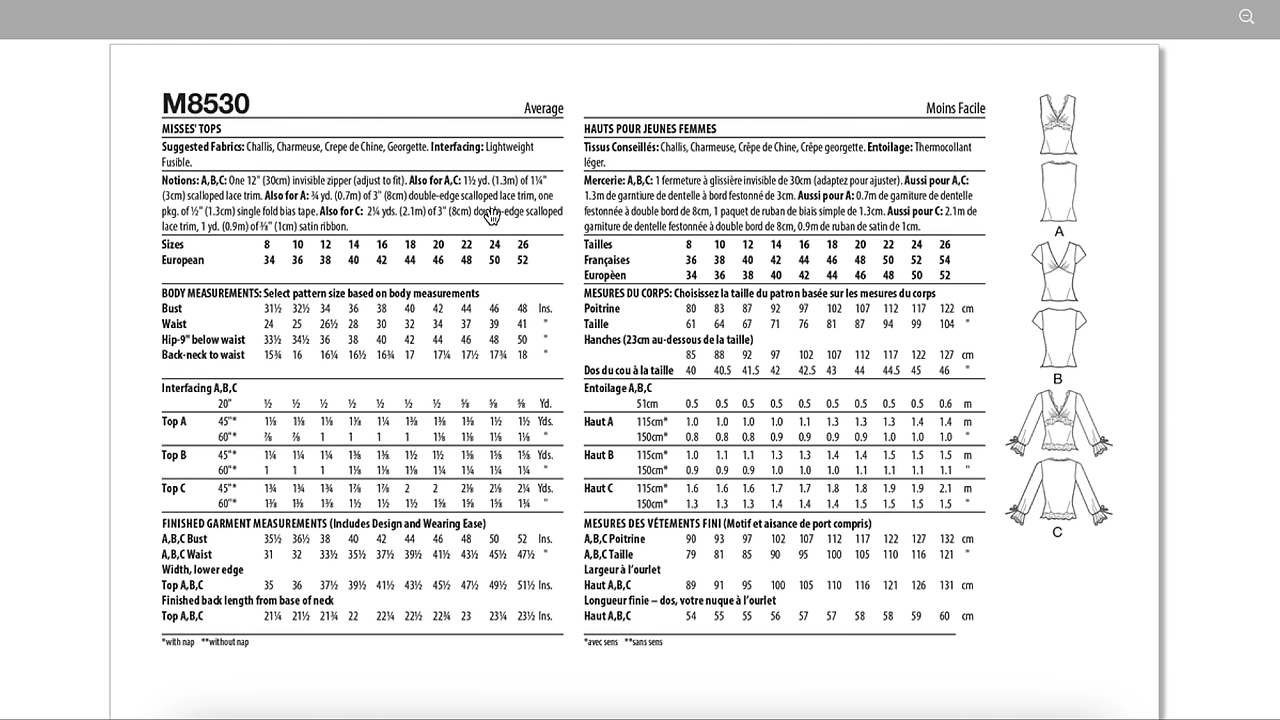 M8530 Average
MISSES' TOPS
Suggested Fabrics: Challis, Charmeuse, Crepe de Chine, Georgette. Interfacing: Lightweight
Fusible.
Notions: A,B,C: One 12" (30cm) invisible zipper (adjust to fit). Also for A,C: 1½ yd. (1.3m) of 1¼"
(3cm) scalloped lace trim. Also for A: ¾ yd. (0.7m) of 3" (8cm) double-edge scalloped lace trim, one
pkg. of ½" (1.3cm) single fold bias tape. Also for C: 2¼ yds. (2.1m) of 3" (8cm) double-edge scalloped
lace trim, 1 yd. (0.9m) of ⅜" (1cm) satin ribbon.
Sizes 8 10 12 14 16 18 20 22 24 26
European 34 36 38 40 42 44 46 48 50 52
BODY MEASUREMENTS: Select pattern size based on body measurements
Bust 31½ 32½ 34 36 38 40 42 44 46 48 Ins.
Waist 24 25 26½ 28 30 32 34 37 39 41 "
Hip-9" below waist 33½ 34½ 36 38 40 42 44 46 48 50 "
Back-neck to waist 15¾ 16 16¼ 16½ 16¾ 17 17¼ 17½ 17¾ 18 "
Interfacing A,B,C
20" ½ ½ ½ ½ ½ ½ ½ ⅝ ⅝ ⅝ Yd.
Top A 45"* 1⅛ 1⅛ 1⅛ 1⅛ 1¼ 1⅜ 1⅜ 1⅜ 1½ 1½ Yds.
60"* ⅞ ⅞ 1 1 1 1 1⅛ 1⅛ 1⅛ 1⅛ "
Top B 45"* 1¼ 1¼ 1¼ 1⅜ 1⅜ 1½ 1½ 1⅝ 1⅝ 1⅝ Yds.
60"* 1 1 1 1⅛ 1⅛ 1⅛ 1¼ 1¼ 1¼ 1¼ "
Top C 45"* 1¾ 1¾ 1¾ 1⅞ 1⅞ 2 2 2⅛ 2⅛ 2¼ Yds.
60"* 1⅜ 1⅜ 1⅜ 1½ 1½ 1½ 1⅝ 1⅝ 1⅝ 1¾ "
FINISHED GARMENT MEASUREMENTS (Includes Design and Wearing Ease)
A,B,C Bust 35½ 36½ 38 40 42 44 46 48 50 52 Ins.
A,B,C Waist 31 32 33½ 35½ 37½ 39½ 41½ 43½ 45½ 47½ "
Width, lower edge
Top A,B,C 35 36 37½ 39½ 41½ 43½ 45½ 47½ 49½ 51½ Ins.
Finished back length from base of neck
Top A,B,C 21¼ 21½ 21¾ 22 22¼ 22½ 22¾ 23 23¼ 23½ Ins.
*with nap **without nap
Moins Facile
HAUTS POUR JEUNES FEMMES
Tissus Conseillés: Challis, Charmeuse, Crêpe de Chine, Crêpe georgette. Entoilage: Thermocollant
léger.
Mercerie: A,B,C: 1 fermeture à glissière invisible de 30cm (adaptez pour ajuster). Aussi pour A,C:
1.3m de garntiure de dentelle à bord festonné de 3cm. Aussi pour A: 0.7m de garniture de dentelle
festonnée à double bord de 8cm, 1 paquet de ruban de biais simple de 1.3cm. Aussi pour C: 2.1m de
garniture de dentelle festonnée à double bord de 8cm, 0.9m de ruban de satin de 1cm.
Tailles 8 10 12 14 16 18 20 22 24 26
Françaises 36 38 40 42 44 46 48 50 52 54
Européen 34 36 38 40 42 44 46 48 50 52
MESURES DU CORPS: Choisissez la taille du patron basée sur les mesures du corps
Poitrine 80 83 87 92 97 102 107 112 117 122 cm
Taille 61 64 67 71 76 81 87 94 99 104 "
Hanches (23cm au-dessous de la taille)
85 88 92 97 102 107 112 117 122 127 cm
Dos du cou à la taille 40 40.5 41.5 42 42.5 43 44 44.5 45 46 "
Entoilage A,B,C
51cm 0.5 0.5 0.5 0.5 0.5 0.5 0.5 0.5 0.5 0.6 m
Haut A 115cm* 1.0 1.0 1.0 1.0 1.1 1.3 1.3 1.3 1.4 1.4 m
150cm* 0.8 0.8 0.8 0.9 0.9 0.9 0.9 1.0 1.0 1.0 "
Haut B 115cm* 1.0 1.1 1.1 1.3 1.3 1.4 1.4 1.5 1.5 1.5 m
150cm* 0.9 0.9 0.9 1.0 1.0 1.0 1.1 1.1 1.1 1.1 "
Haut C 115cm* 1.6 1.6 1.6 1.7 1.7 1.8 1.8 1.9 1.9 2.1 m
150cm* 1.3 1.3 1.3 1.4 1.4 1.4 1.5 1.5 1.5 1.5 "
MESURES DES VÊTEMENTS FINI (Motif et aisance de port compris)
A,B,C Poitrine 90 93 97 102 107 112 117 122 127 132 cm
A,B,C Taille 79 81 85 90 95 100 105 110 116 121 "
Largeur à l'ourlet
Haut A,B,C 89 91 95 100 105 110 116 121 126 131 cm
Longueur finie – dos, votre nuque à l'ourlet
Haut A,B,C 54 55 55 56 57 57 58 58 59 60 cm
*avec sens **sans sens
A
B
C